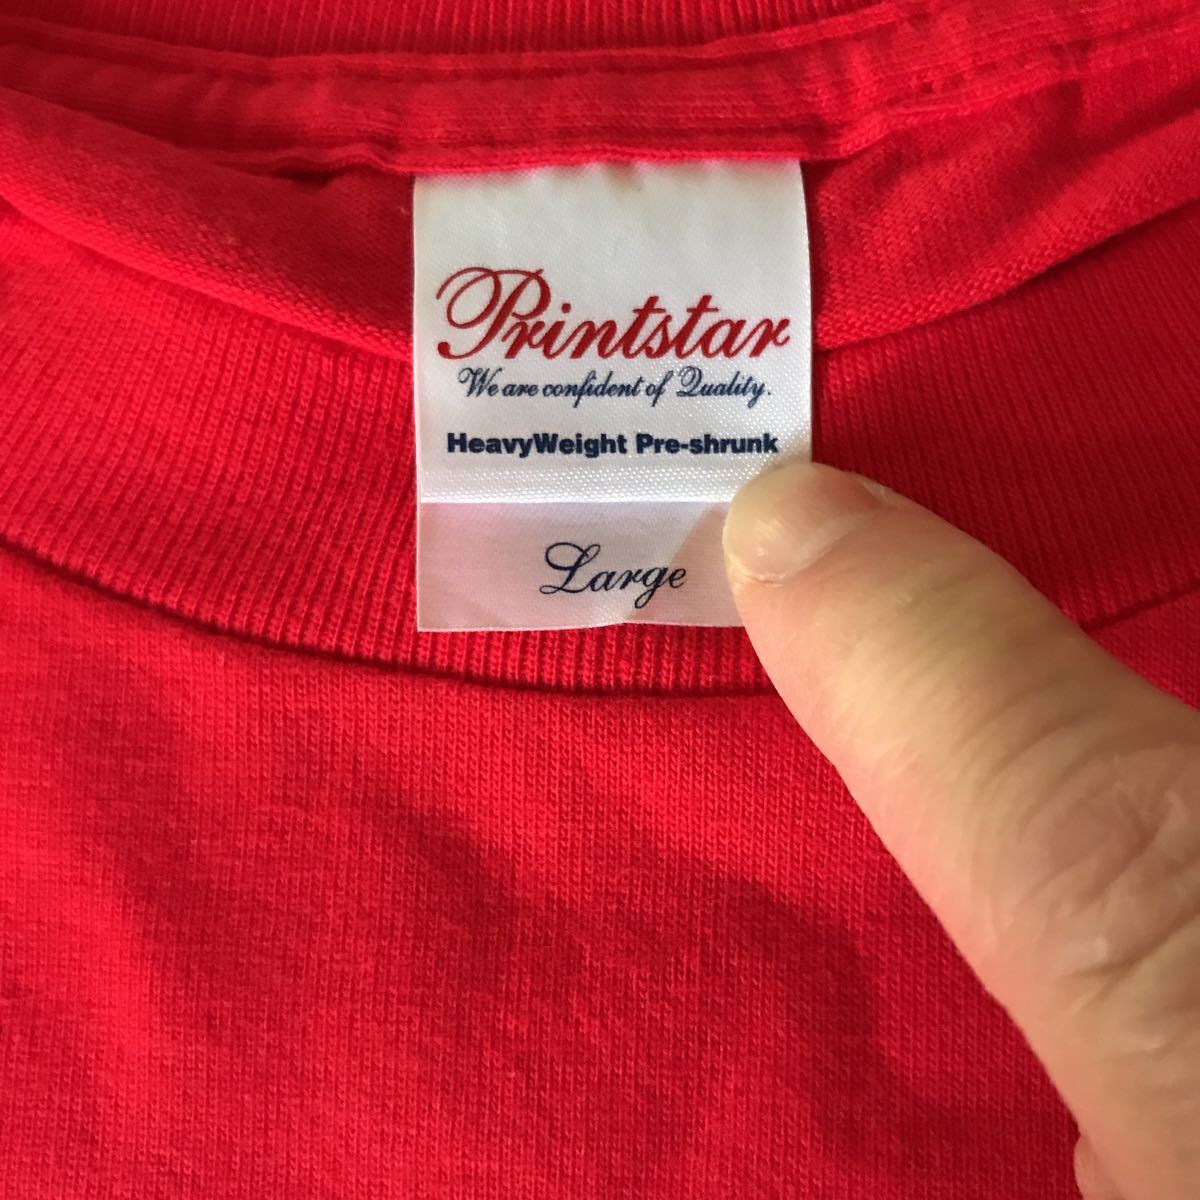 Printstar
We are confident of Quality.
HeavyWeight Pre-shrunk
Large